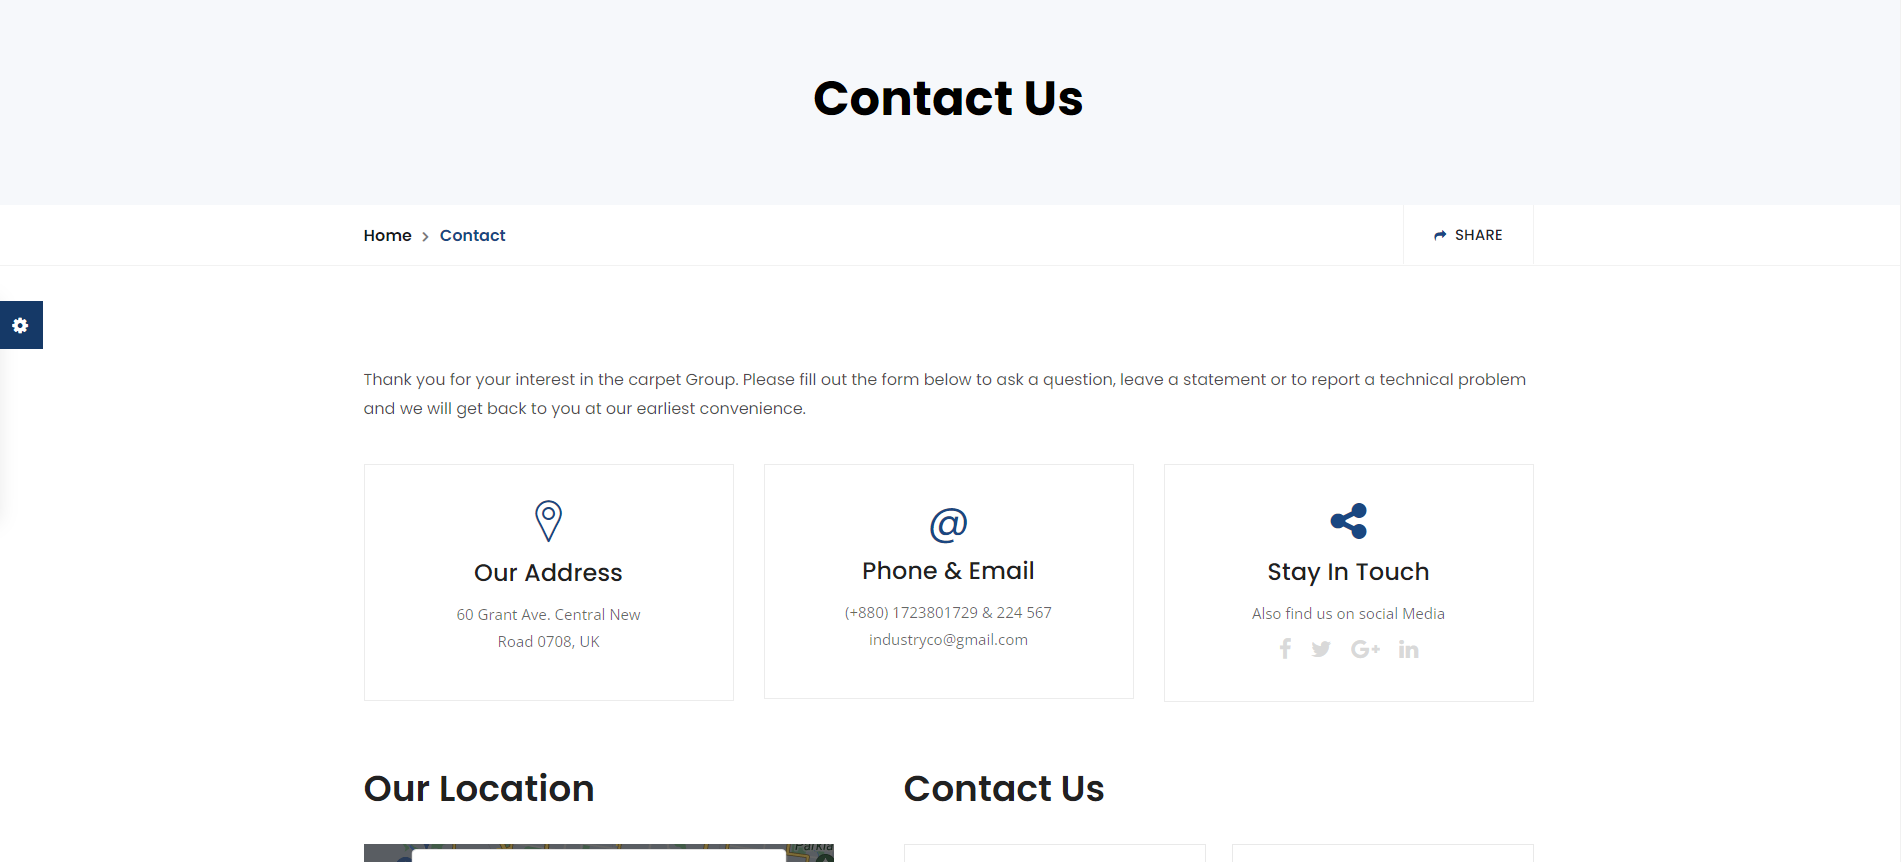 Contact Us
Home > Contact
SHARE
Thank you for your interest in the carpet Group. Please fill out the form below to ask a question, leave a statement or to report a technical problem
and we will get back to you at our earliest convenience.
Our Address
60 Grant Ave. Central New
Road 0708, UK
@
Phone & Email
(+880) 1723801729 & 224 567
industryco@gmail.com
Stay In Touch
Also find us on social Media
f G+ in
Our Location
Contact Us